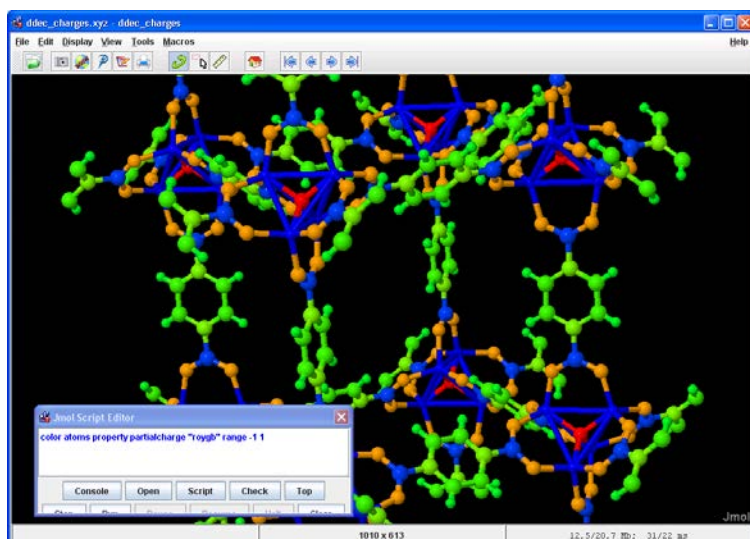 ddec_charges.xyz - ddec_charges
File Edit Display View Tools Macros Help
Jmol Script Editor
color atoms property partialcharge "roygb" range -1 1
Console Open Script Check Top
Jmol
1010 x 613 12.5/20.7 Mb; 31/22 ms